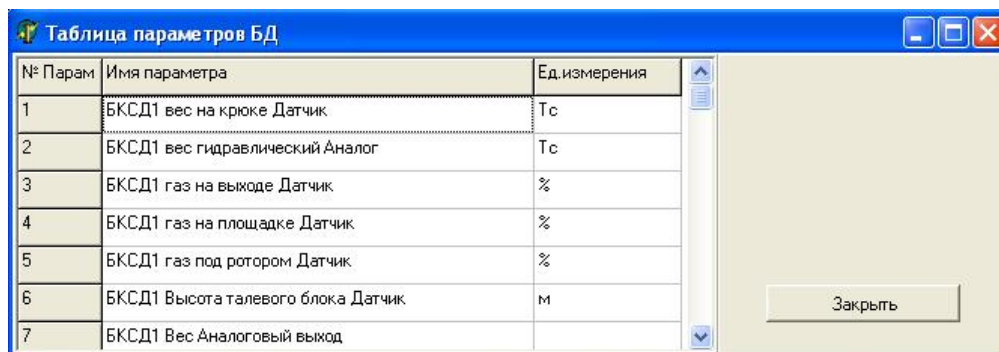 Таблица параметров БД
№ Парам Имя параметра Ед.измерения
1 БКСД1 вес на крюке Датчик Тс
2 БКСД1 вес гидравлический Аналог Тс
3 БКСД1 газ на выходе Датчик %
4 БКСД1 газ на площадке Датчик %
5 БКСД1 газ под ротором Датчик %
6 БКСД1 Высота талевого блока Датчик м
7 БКСД1 Вес Аналоговый выход
Закрыть